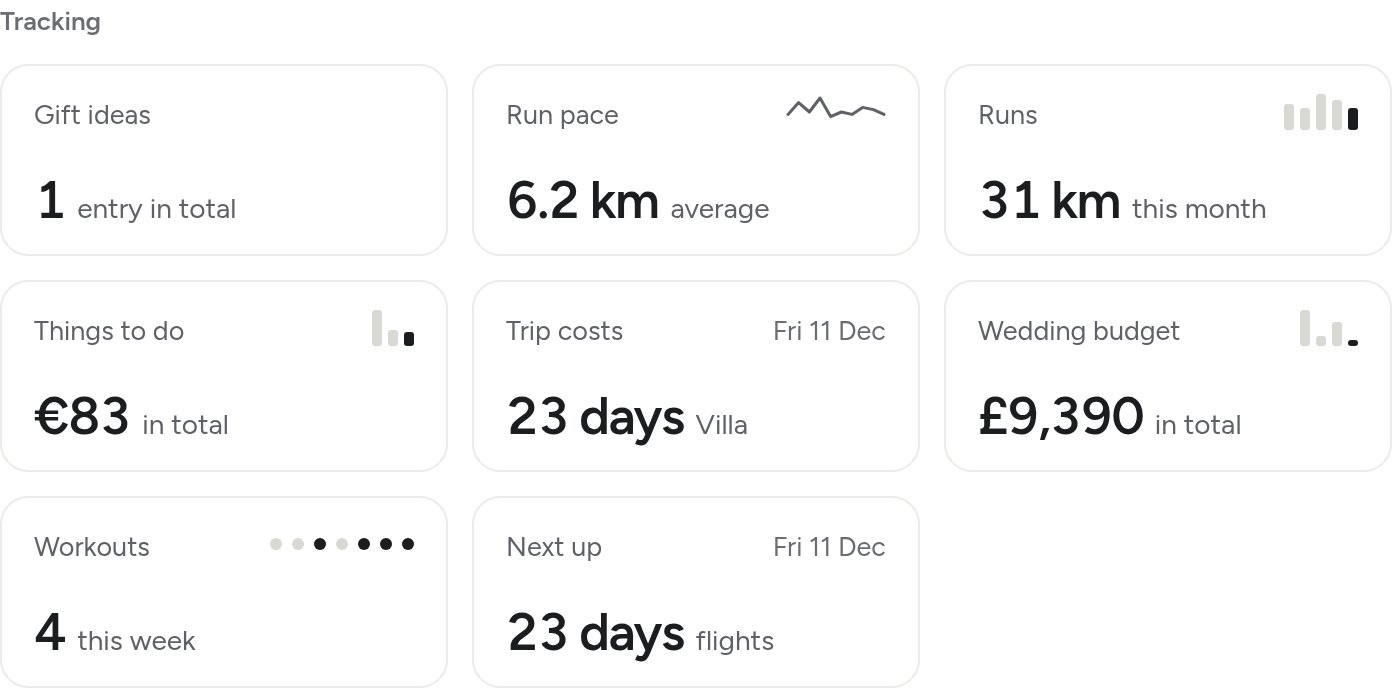 Tracking
Gift ideas
1 entry in total
Run pace
6.2 km average
Runs
31 km this month
Things to do
€83 in total
Trip costs
Fri 11 Dec
23 days Villa
Wedding budget
£9,390 in total
Workouts
4 this week
Next up
Fri 11 Dec
23 days flights